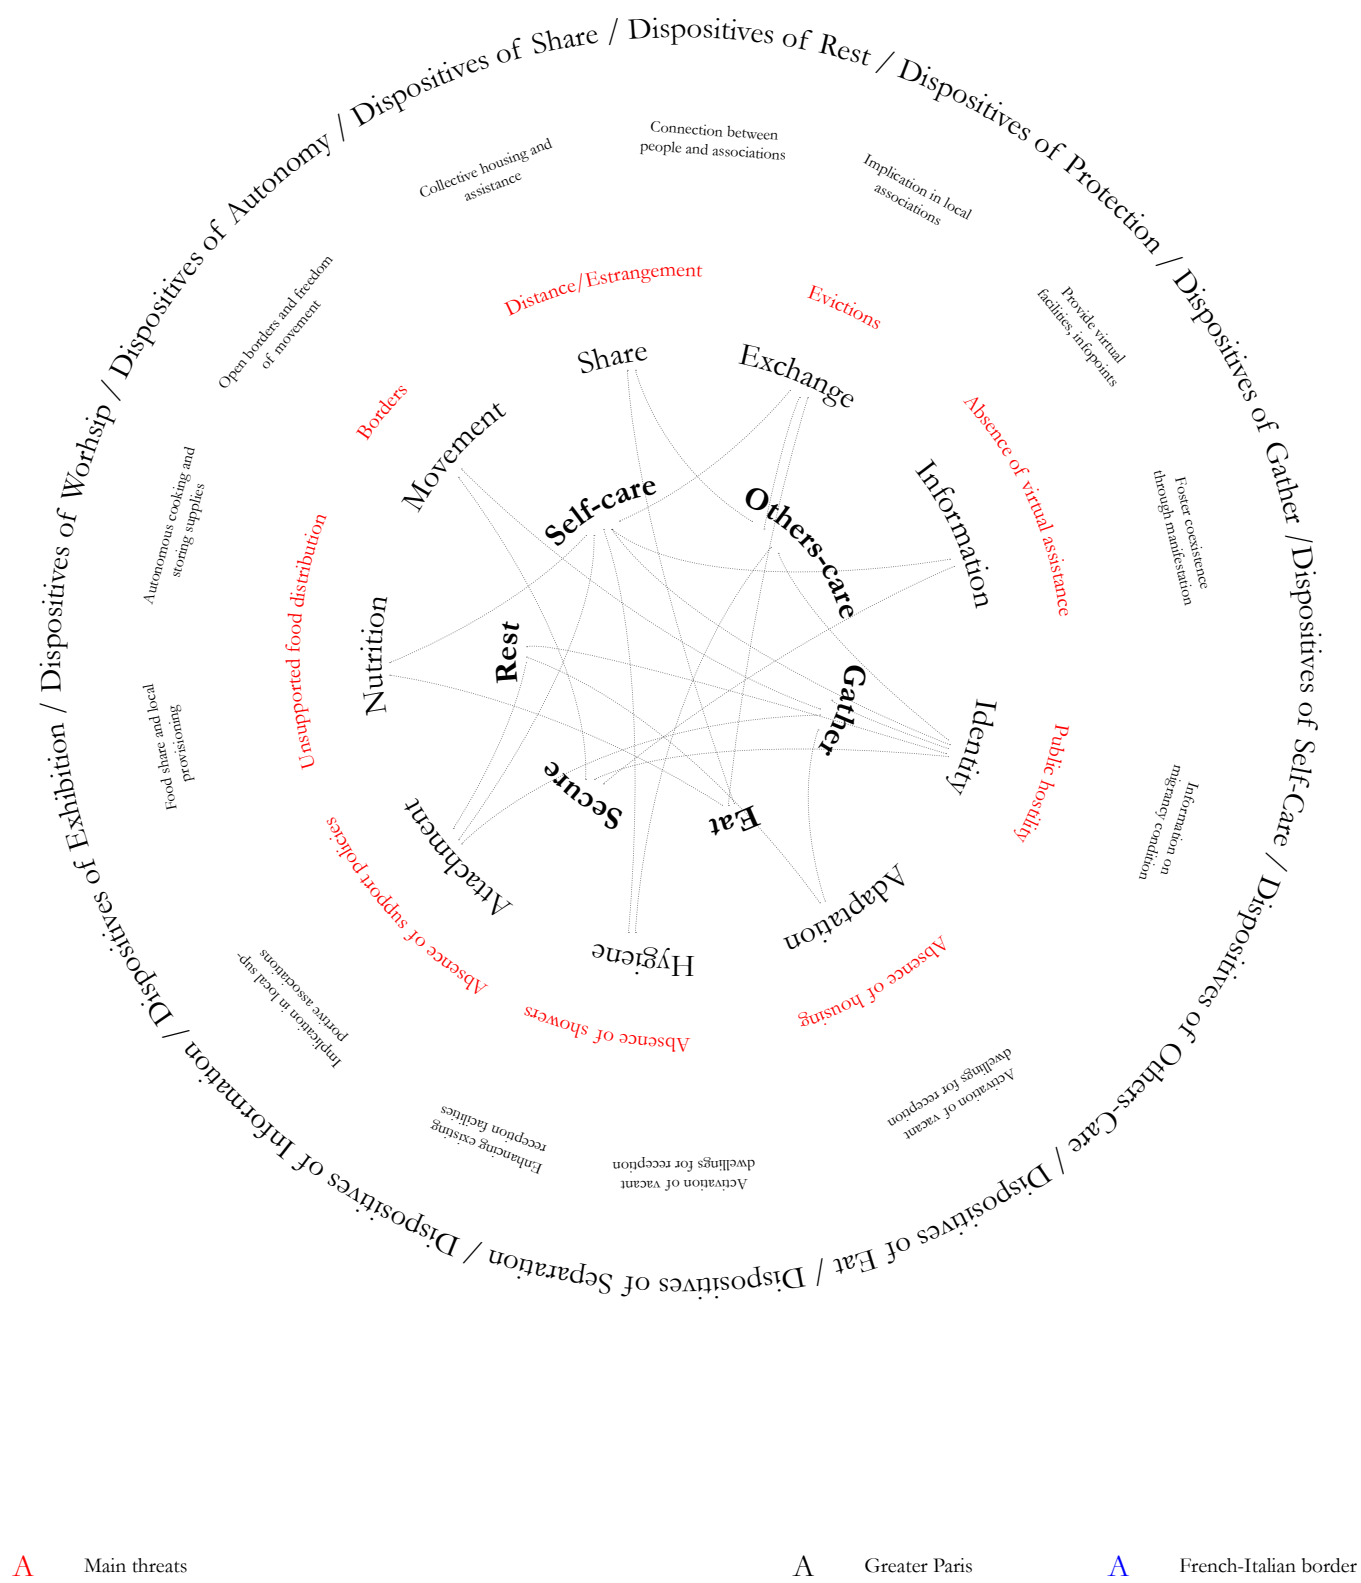 Dispositives of Share / Dispositives of Rest / Dispositives of Protection / Dispositives of Gather /Dispositives of Self-Care / Dispositives of Others-Care / Dispositives of Eat / Dispositives of Separation / Dispositives of Information / Dispositives of Exhibition / Dispositives of Worhsip / Dispositives of Autonomy /
Connection between
people and associations
Implication in local
associations
Provide virtual
facilities, infopoints
Foster coexistence
through manifestation
Information on
migrancy condition
Activation of vacant
dwellings for reception
Activation of vacant
dwellings for reception
Enhancing existing
reception facilities
Implication in local sup-
portive associations
Food share and local
provisioning
Autonomous cooking and
storing supplies
Open borders and freedom
of movement
Collective housing and
assistance
Distance/Estrangement
Evictions
Absence of virtual assistance
Public hostility
Absence of housing
Absence of showers
Absence of support policies
Unsupported food distribution
Borders
Share
Exchange
Information
Identity
Adaptation
Hygiene
Attachment
Nutrition
Movement
Self-care
Others-care
Gather
Eat
Secure
Rest
A Main threats
A Greater Paris
A French-Italian border